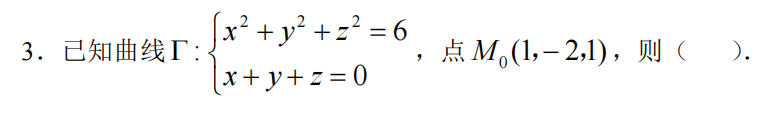 3．已知曲线Γ：{x² + y² + z² = 6
x + y + z = 0，点 M₀(1,−2,1)，则（  ）.